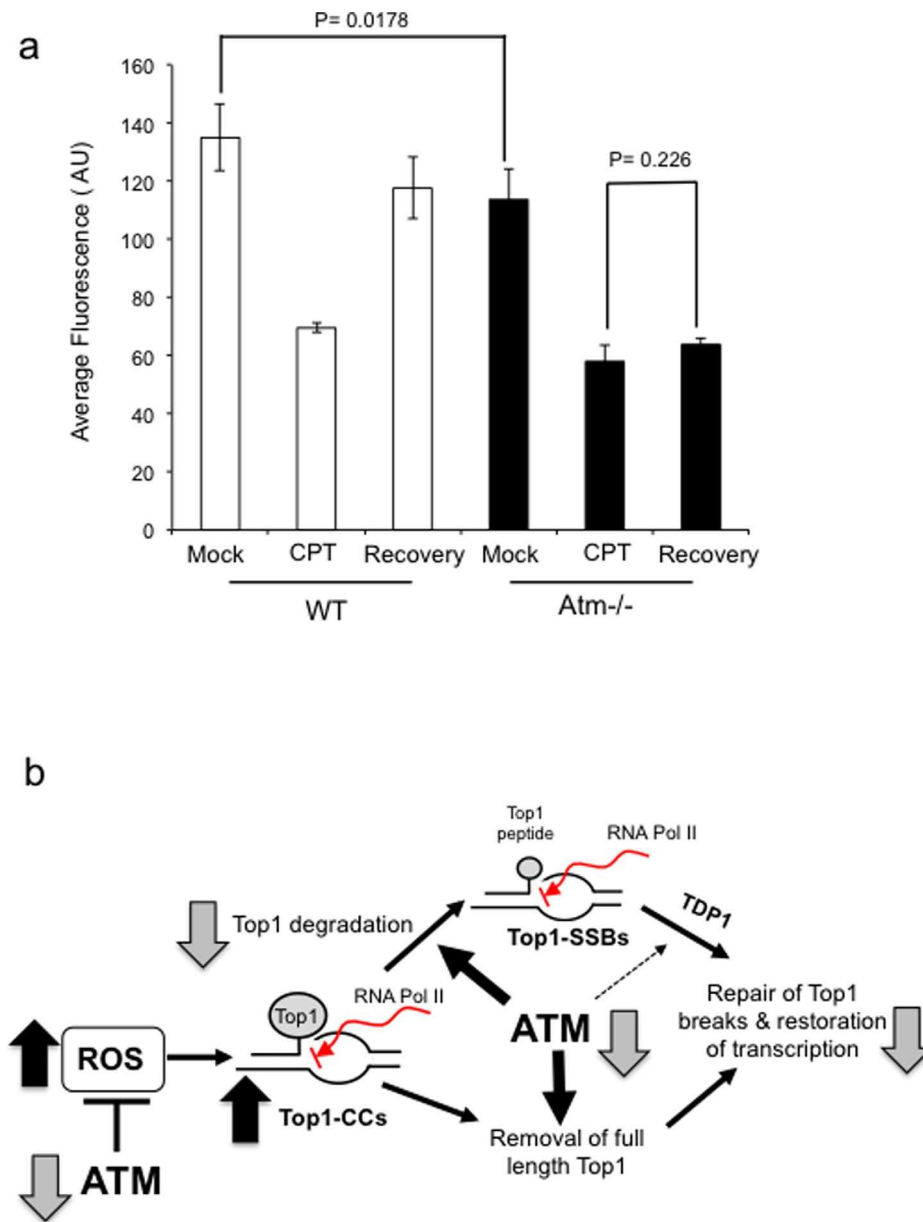 a
P= 0.0178
P= 0.226
Average Fluorescence ( AU)
160
140
120
100
80
60
40
20
0
Mock CPT Recovery Mock CPT Recovery
WT Atm-/-
b
Top1
peptide
RNA Pol II
Top1 degradation
Top1-SSBs
TDP1
Top1
RNA Pol II
ATM
Repair of Top1
breaks & restoration
of transcription
ROS
Top1-CCs
Removal of full
length Top1
ATM